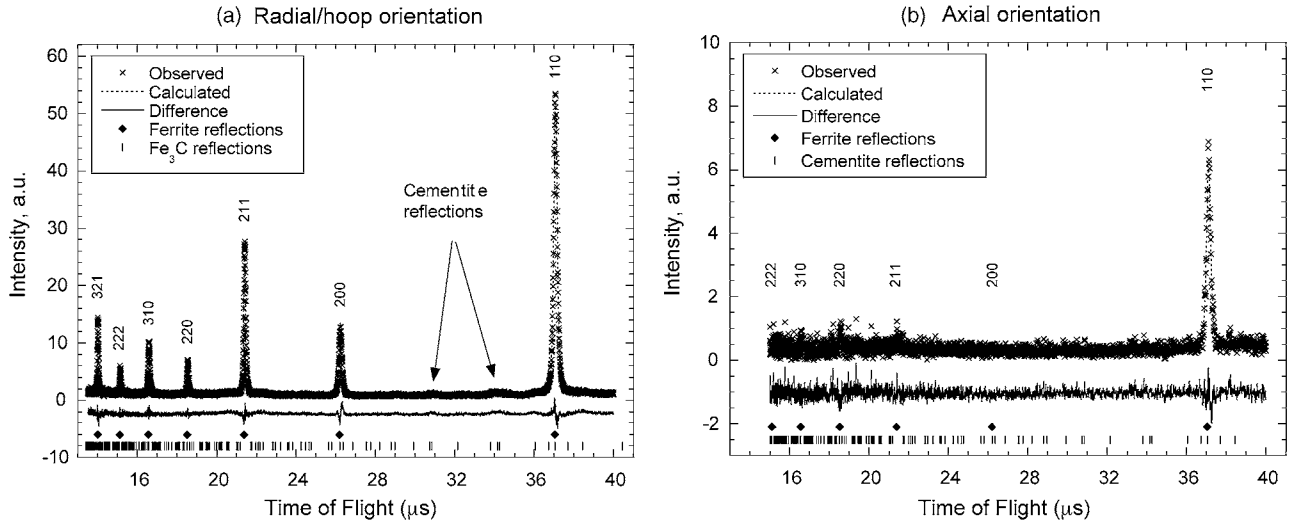 (a) Radial/hoop orientation
60
50
40
30
20
10
0
-10
Intensity, a.u.
Observed
Calculated
Difference
Ferrite reflections
Fe3C reflections
Cementite
reflections
321
222
310
220
211
200
110
16 20 24 28 32 36 40
Time of Flight (μs)
(b) Axial orientation
10
8
6
4
2
0
-2
Intensity, a.u.
Observed
Calculated
Difference
Ferrite reflections
Cementite reflections
222
310
220
211
200
110
16 20 24 28 32 36 40
Time of Flight (μs)